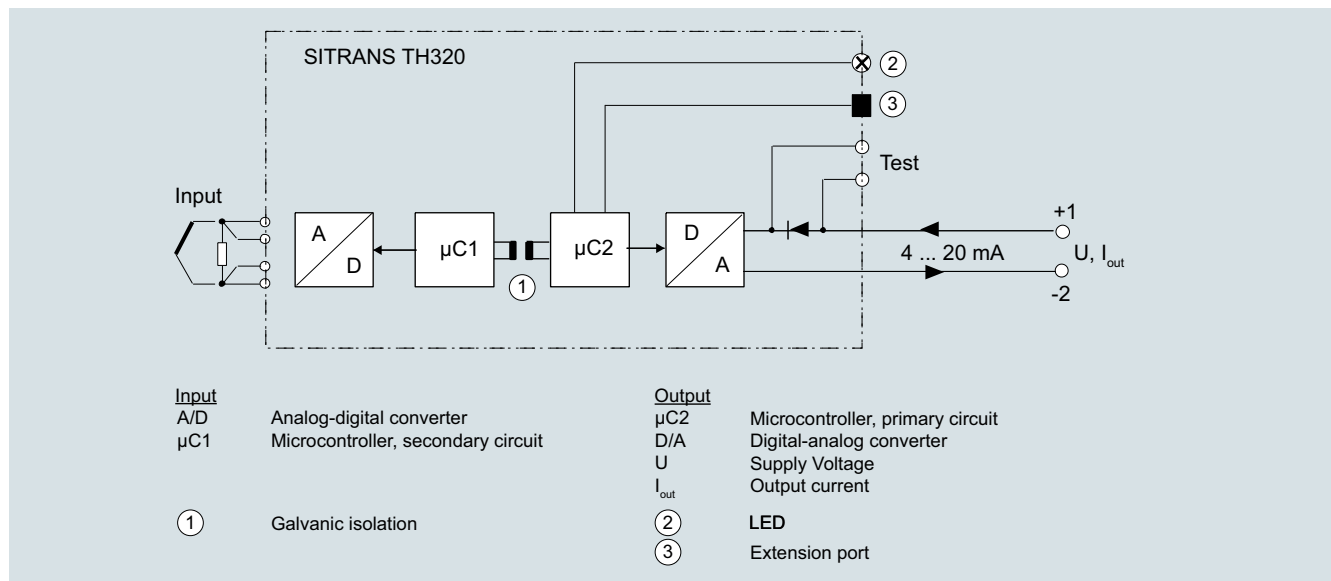 SITRANS TH320
2
3
Test
Input
A
D
µC1
µC2
D
A
1
+1
4 ... 20 mA
U, Iout
-2
Input
A/D Analog-digital converter
µC1 Microcontroller, secondary circuit
1 Galvanic isolation
Output
µC2 Microcontroller, primary circuit
D/A Digital-analog converter
U Supply Voltage
Iout Output current
2 LED
3 Extension port